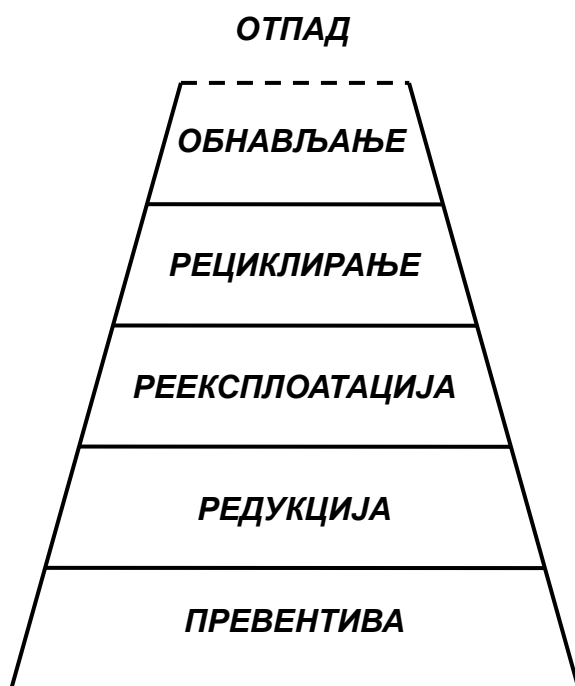 ОТПАД
ОБНАВЉАЊЕ
РЕЦИКЛИРАЊЕ
РЕЕКСПЛОАТАЦИЈА
РЕДУКЦИЈА
ПРЕВЕНТИВА